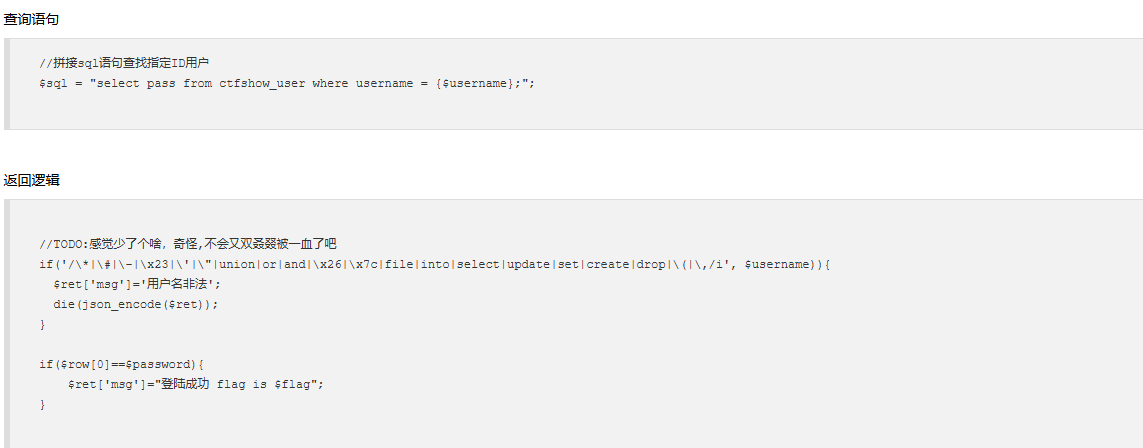 查询语句
//拼接sql语句查找指定ID用户
$sql = "select pass from ctfshow_user where username = {$username};";
返回逻辑
//TODO:感觉少了个啥，奇怪,不会又双叒叕被一血了吧
if('/\*|\#|\-|\x23|\'|\"|union|or|and|\x26|\x7c|file|into|select|update|set|create|drop|\(|\,/i', $username)){
$ret['msg']='用户名非法';
die(json_encode($ret));
}
if($row[0]==$password){
$ret['msg']="登陆成功 flag is $flag";
}